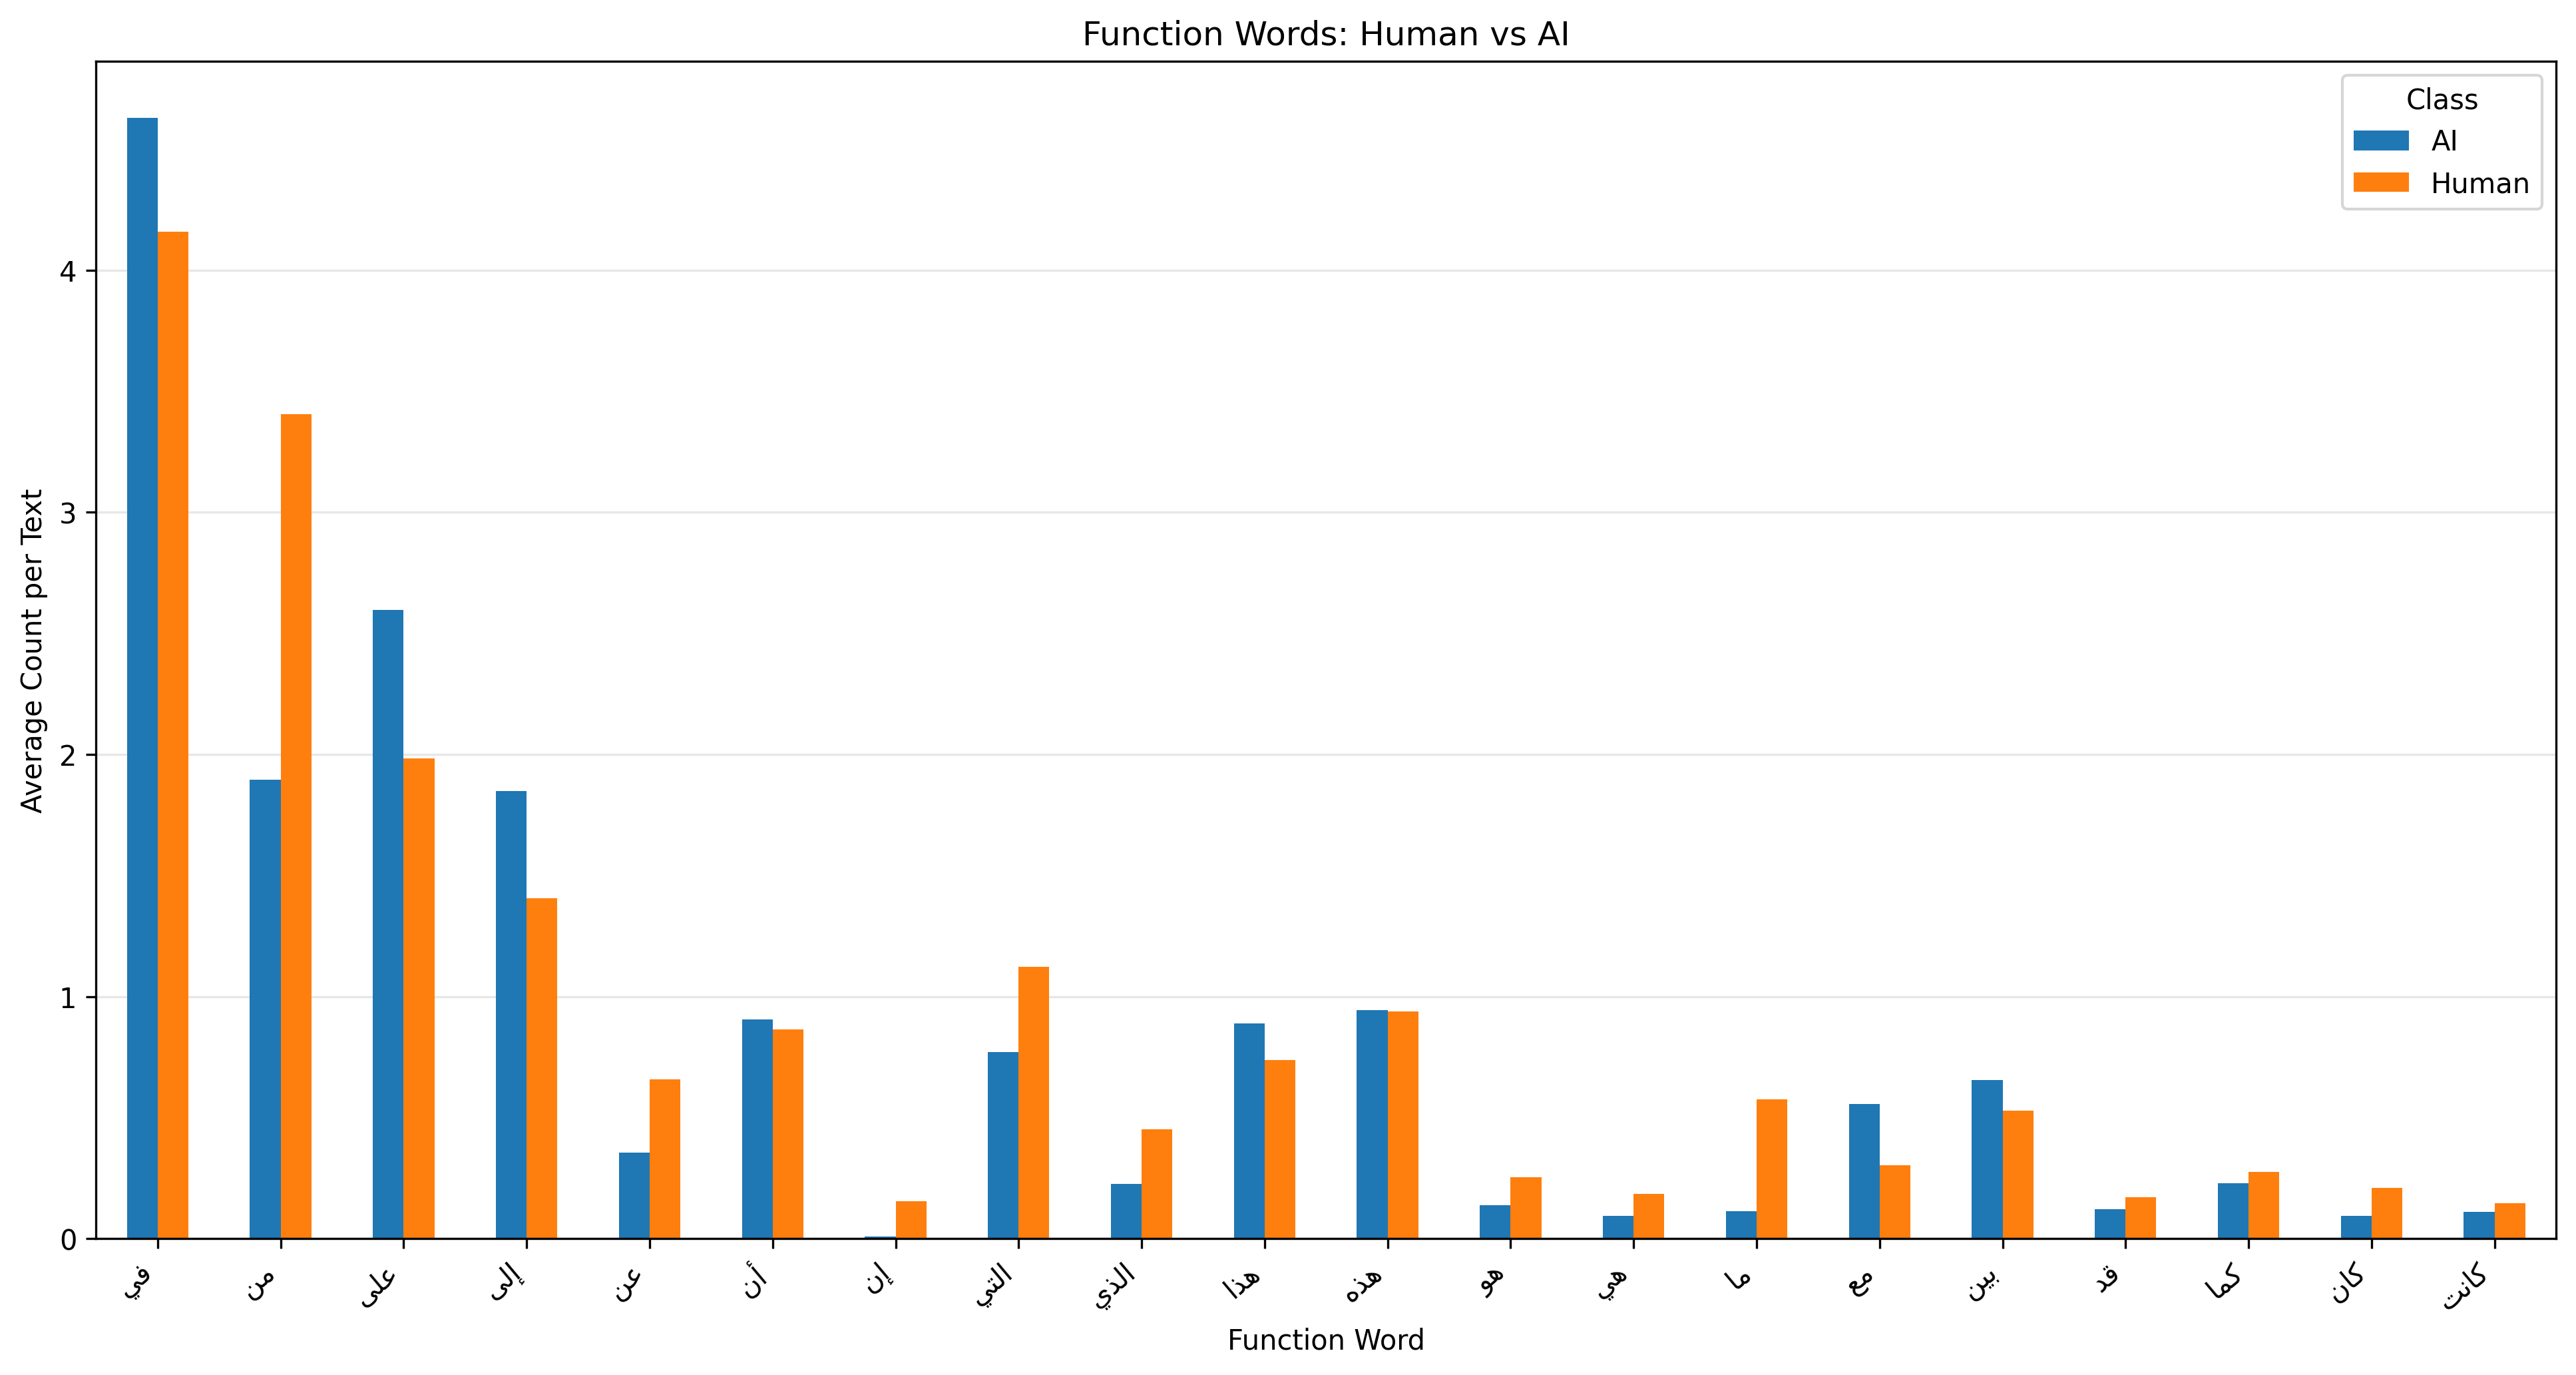 Function Words: Human vs AI
Class
AI
Human
Average Count per Text
4
3
2
1
0
في
من
على
إلى
عن
أن
إن
التي
الذي
هذا
هذه
هو
هي
ما
مع
بين
قد
كما
كان
كانت
Function Word